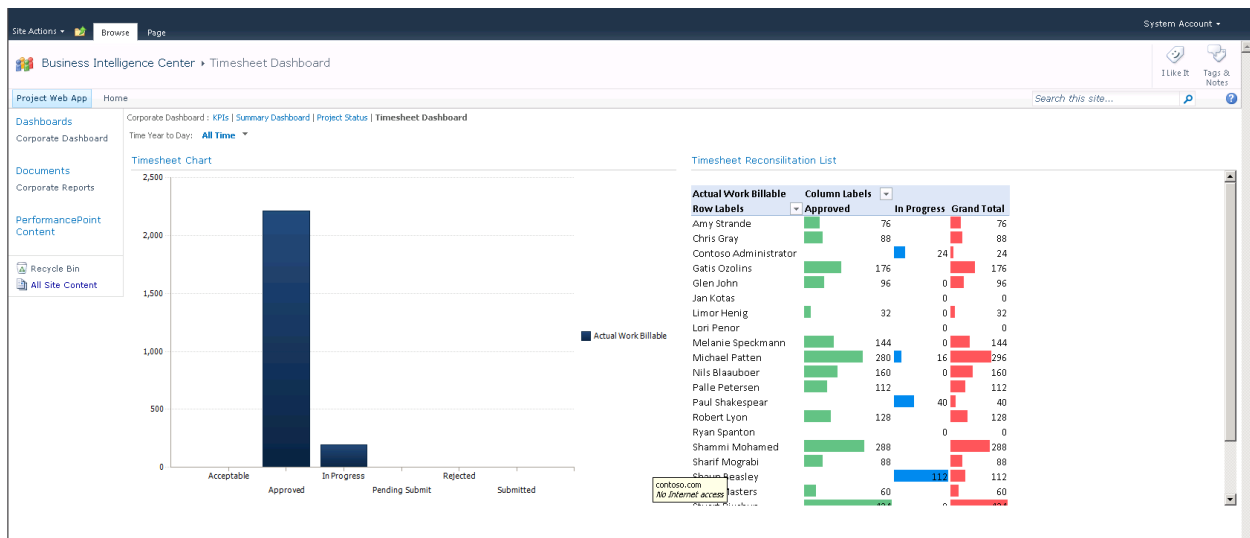 System Account
Site Actions
Browse
Page
Business Intelligence Center ▸ Timesheet Dashboard
I Like It
Tags & Notes
Project Web App
Home
Search this site...
Dashboards
Corporate Dashboard
Documents
Corporate Reports
PerformancePoint
Content
Recycle Bin
All Site Content
Corporate Dashboard : KPIs | Summary Dashboard | Project Status | Timesheet Dashboard
Time Year to Day: All Time
Timesheet Chart
2,500
2,000
1,500
1,000
500
0
Acceptable
Approved
In Progress
Pending Submit
Rejected
Submitted
Actual Work Billable
contoso.com
No Internet access
Timesheet Reconsilitation List
Actual Work Billable Column Labels
Row Labels Approved In Progress Grand Total
Amy Strande 76 76
Chris Gray 88 88
Contoso Administrator 24 24
Gatis Ozolins 176 176
Glen John 96 0 96
Jan Kotas 0 0
Limor Henig 32 0 32
Lori Penor 0 0
Melanie Speckmann 144 0 144
Michael Patten 280 16 296
Nils Blaauboer 160 0 160
Palle Petersen 112 112
Paul Shakespear 40 40
Robert Lyon 128 128
Ryan Spanton 0 0
Shammi Mohamed 288 288
Sharif Mograbi 88 88
Beasley 112 112
Masters 60 60